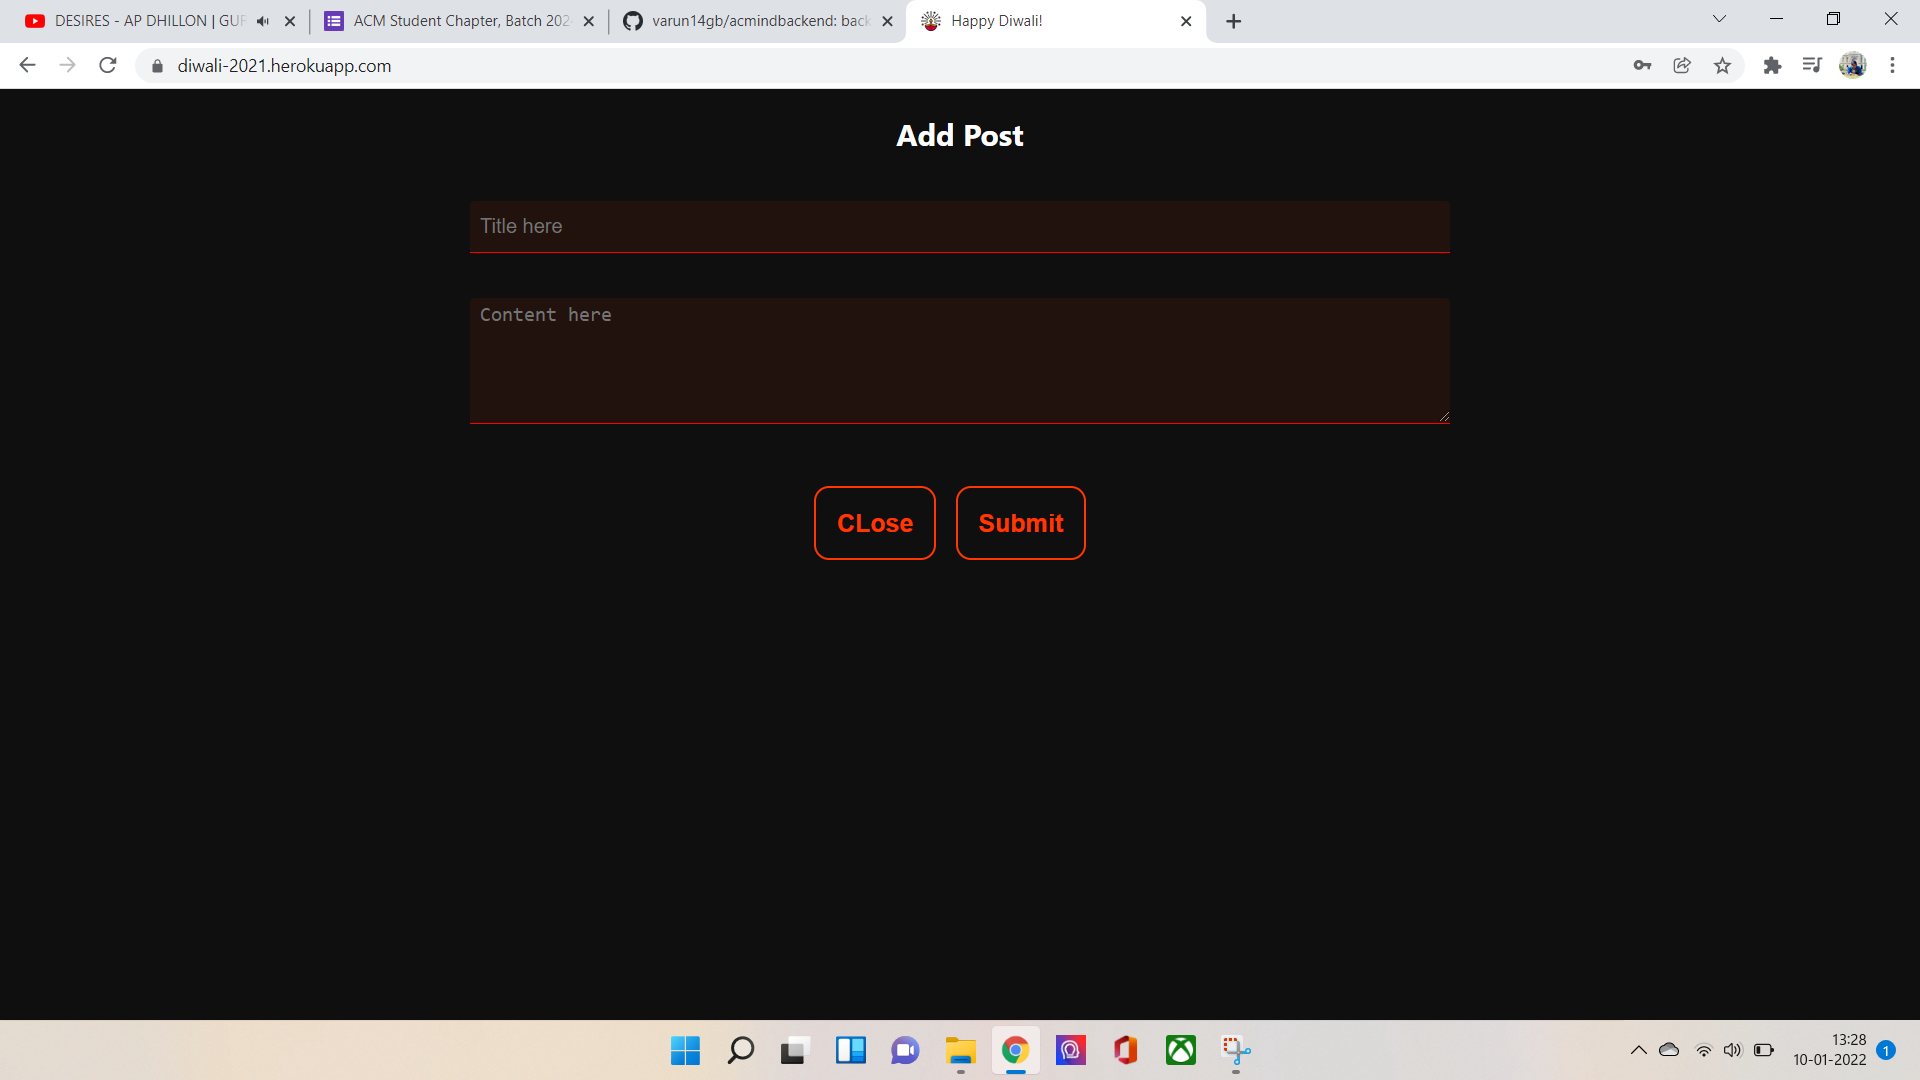 DESIRES - AP DHILLON | GUR
ACM Student Chapter, Batch 202
varun14gb/acmindbackend: back
Happy Diwali!
diwali-2021.herokuapp.com
Add Post
Title here
Content here
CLose
Submit
13:28
10-01-2022
1